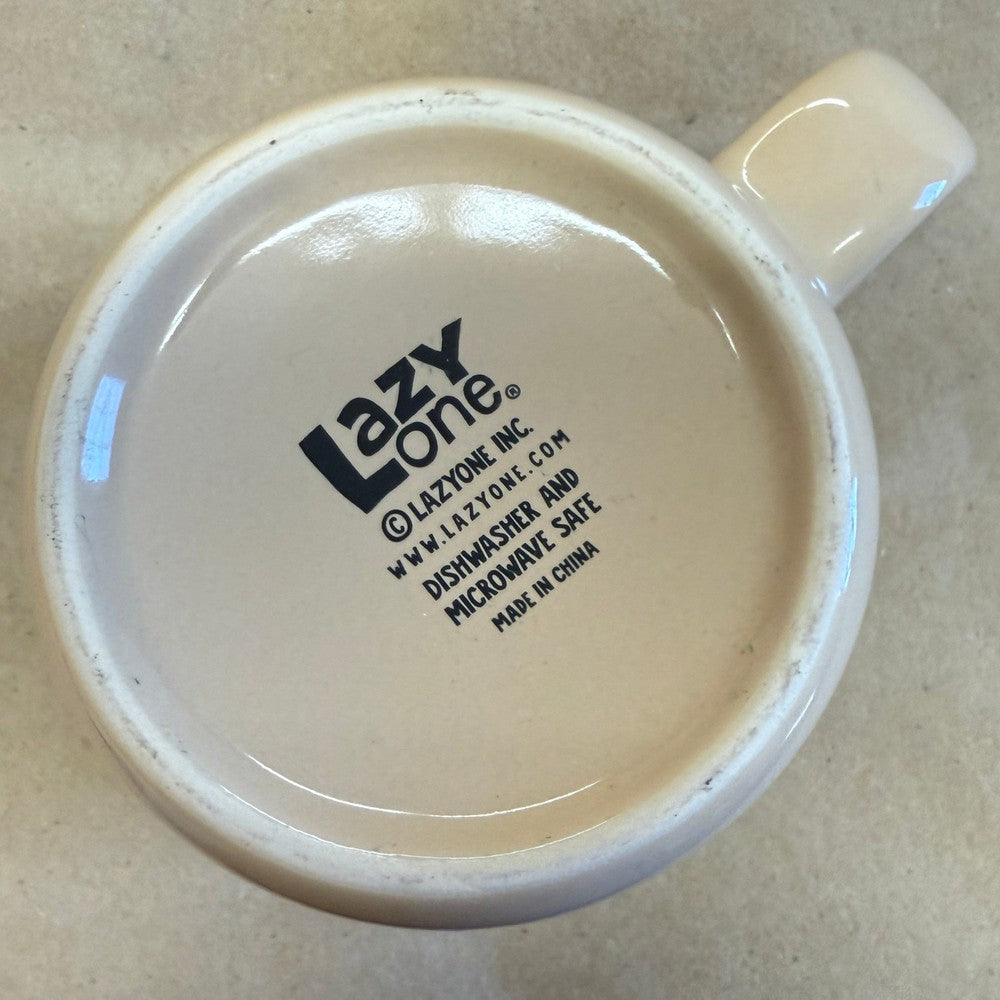 Lazy
one®
© LAZYONE INC.
WWW.LAZYONE.COM
DISHWASHER AND
MICROWAVE SAFE
MADE IN CHINA